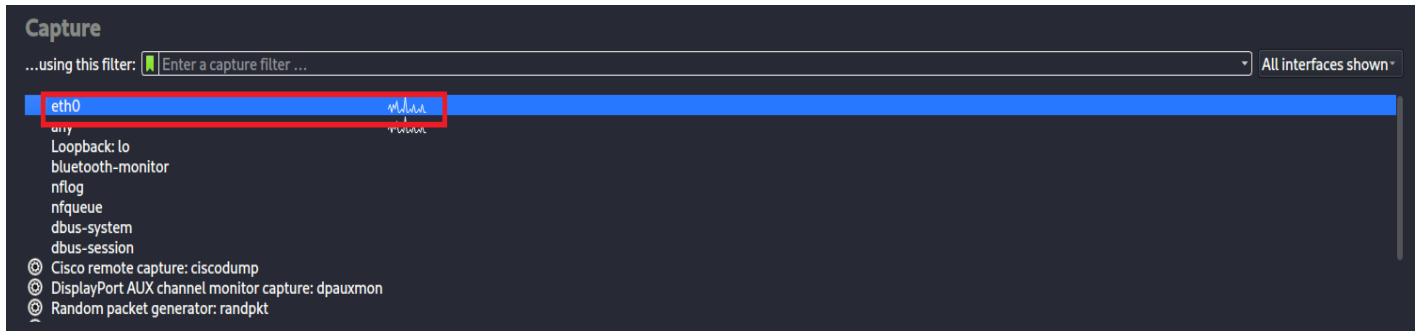 Capture
...using this filter: Enter a capture filter ... All interfaces shown
eth0
any
Loopback: lo
bluetooth-monitor
nflog
nfqueue
dbus-system
dbus-session
Cisco remote capture: ciscodump
DisplayPort AUX channel monitor capture: dpauxmon
Random packet generator: randpkt